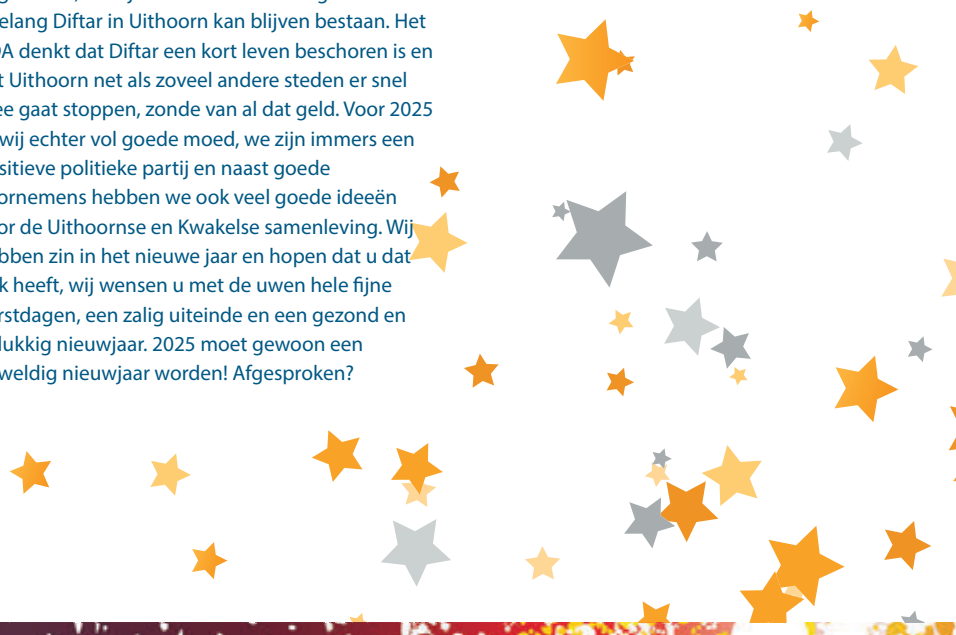 elang Diftar in Uithoorn kan blijven bestaan. Het
A denkt dat Diftar een kort leven beschoren is en
t Uithoorn net als zoveel andere steden er snel
ee gaat stoppen, zonde van al dat geld. Voor 2025
wij echter vol goede moed, we zijn immers een
sitieve politieke partij en naast goede
ornemens hebben we ook veel goede ideeën
or de Uithoornse en Kwakelse samenleving. Wij
bben zin in het nieuwe jaar en hopen dat u dat
k heeft, wij wensen u met de uwen hele fijne
rstdagen, een zalig uiteinde en een gezond en
lukkig nieuwjaar. 2025 moet gewoon een
weldig nieuwjaar worden! Afgesproken?